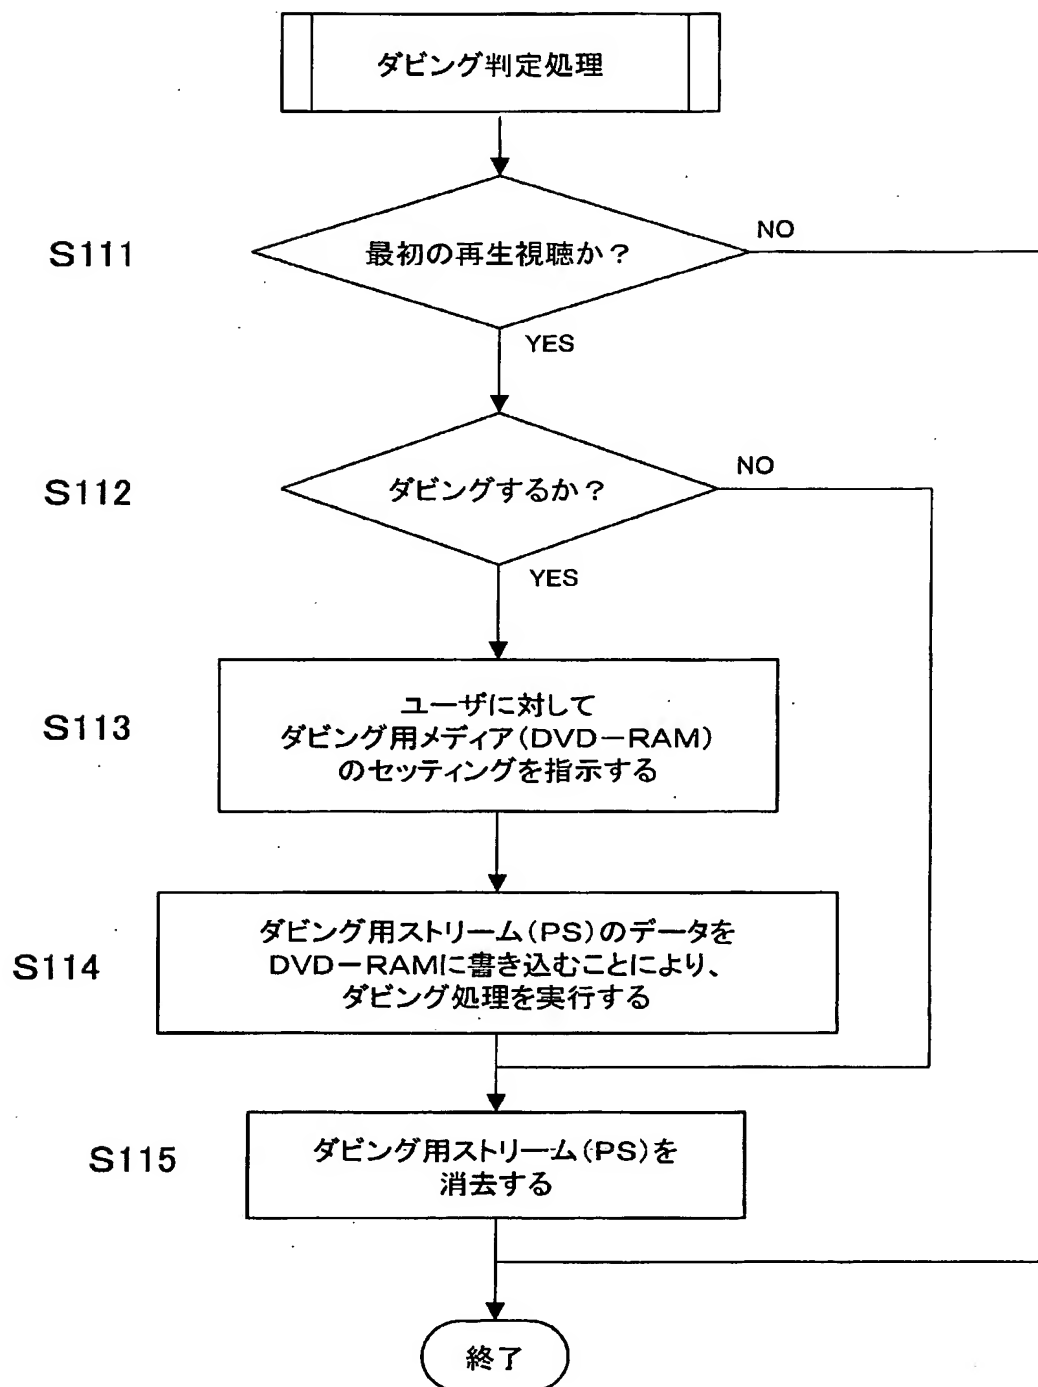 ダビング判定処理
S111
最初の再生視聴か？
NO
YES
S112
ダビングするか？
NO
YES
S113
ユーザに対して
ダビング用メディア（DVD－RAM）
のセッティングを指示する
S114
ダビング用ストリーム（PS）のデータを
DVD－RAMに書き込むことにより、
ダビング処理を実行する
S115
ダビング用ストリーム（PS）を
消去する
終了